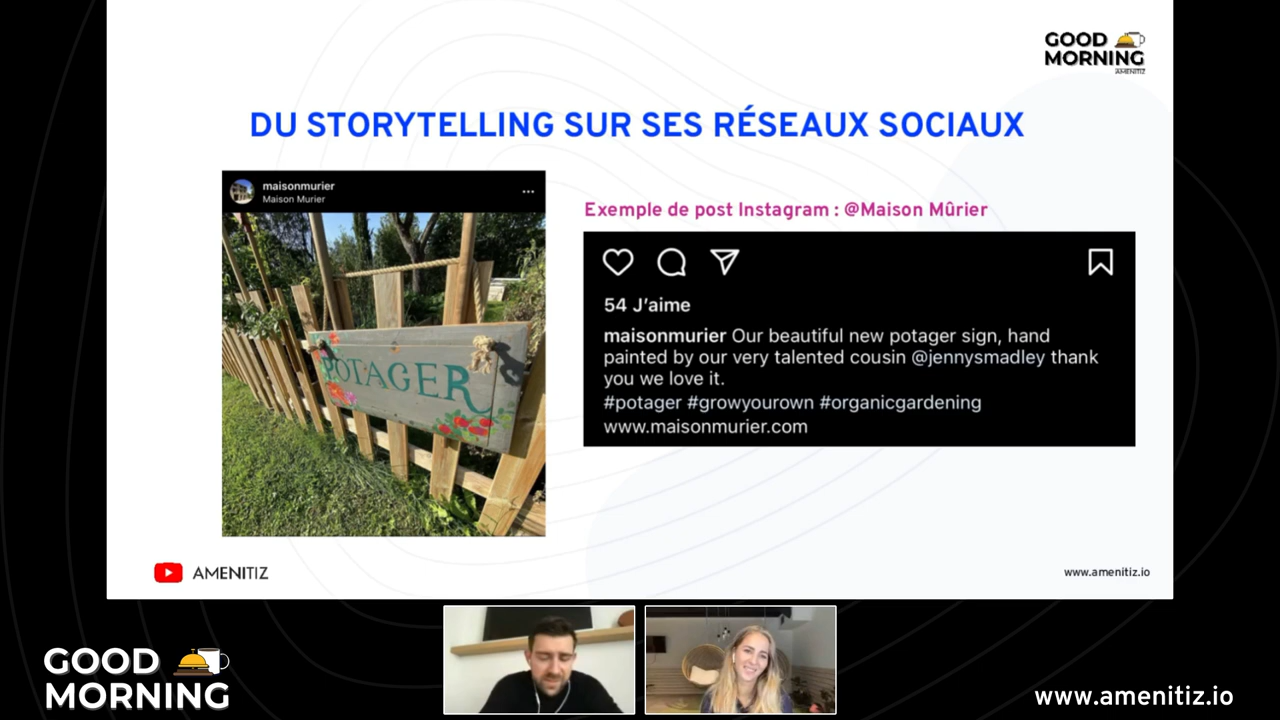 GOOD
MORNING
AMENITIZ
DU STORYTELLING SUR SES RÉSEAUX SOCIAUX
maisonmurier
Maison Murier
POTAGER
Exemple de post Instagram : @Maison Mûrier
54 J'aime
maisonmurier Our beautiful new potager sign, hand
painted by our very talented cousin @jennysmadley thank
you we love it.
#potager #growyourown #organicgardening
www.maisonmurier.com
AMENITIZ
www.amenitiz.io
GOOD
MORNING
www.amenitiz.io